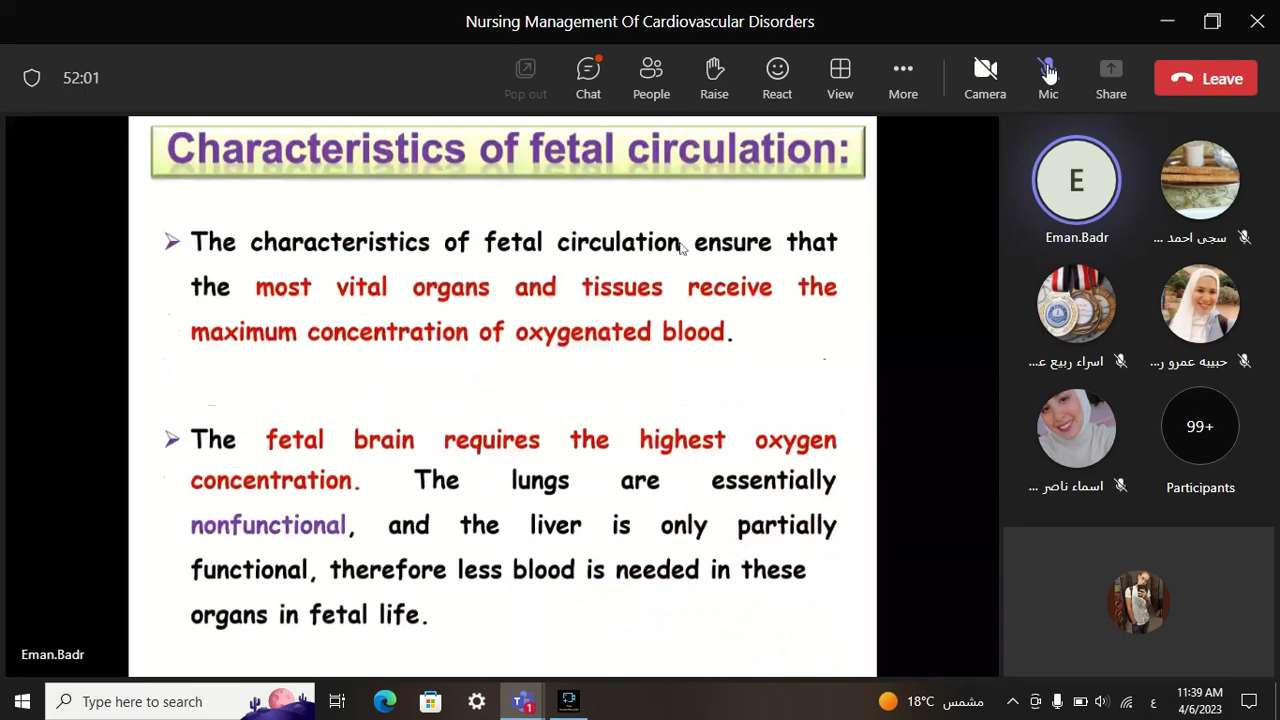 Nursing Management Of Cardiovascular Disorders
52:01
Pop out
Chat
People
Raise
React
View
More
Camera
Mic
Share
Leave
Characteristics of fetal circulation:
The characteristics of fetal circulation ensure that
the most vital organs and tissues receive the
maximum concentration of oxygenated blood.
The fetal brain requires the highest oxygen
concentration. The lungs are essentially
nonfunctional, and the liver is only partially
functional, therefore less blood is needed in these
organs in fetal life.
Eman.Badr
E
Eman.Badr
سجى احمد ...
اسراء ربيع عـ...
حبيبه عمرو ر...
اسماء ناصر ...
99+
Participants
Type here to search
1
18°C مشمس
ع
11:39 AM
4/6/2023